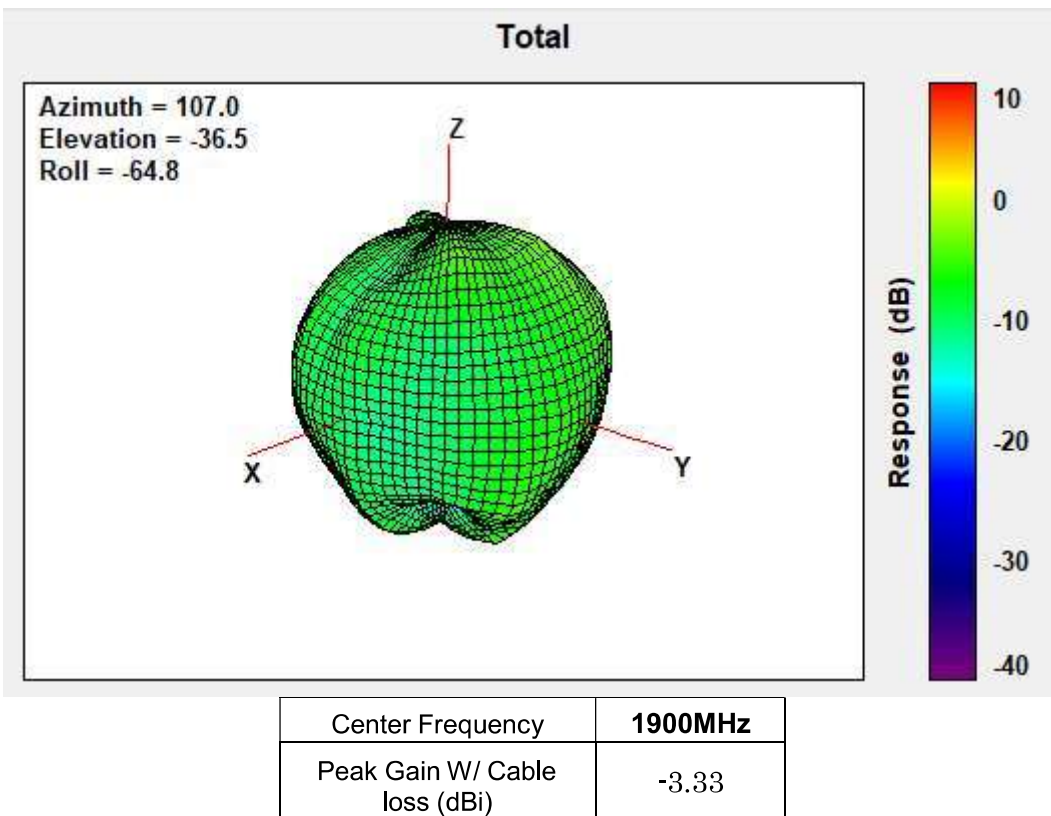 Total
Azimuth = 107.0
Elevation = -36.5
Roll = -64.8
Z
X
Y
Response (dB)
10
0
-10
-20
-30
-40
Center Frequency 1900MHz
Peak Gain W/ Cable
loss (dBi) -3.33